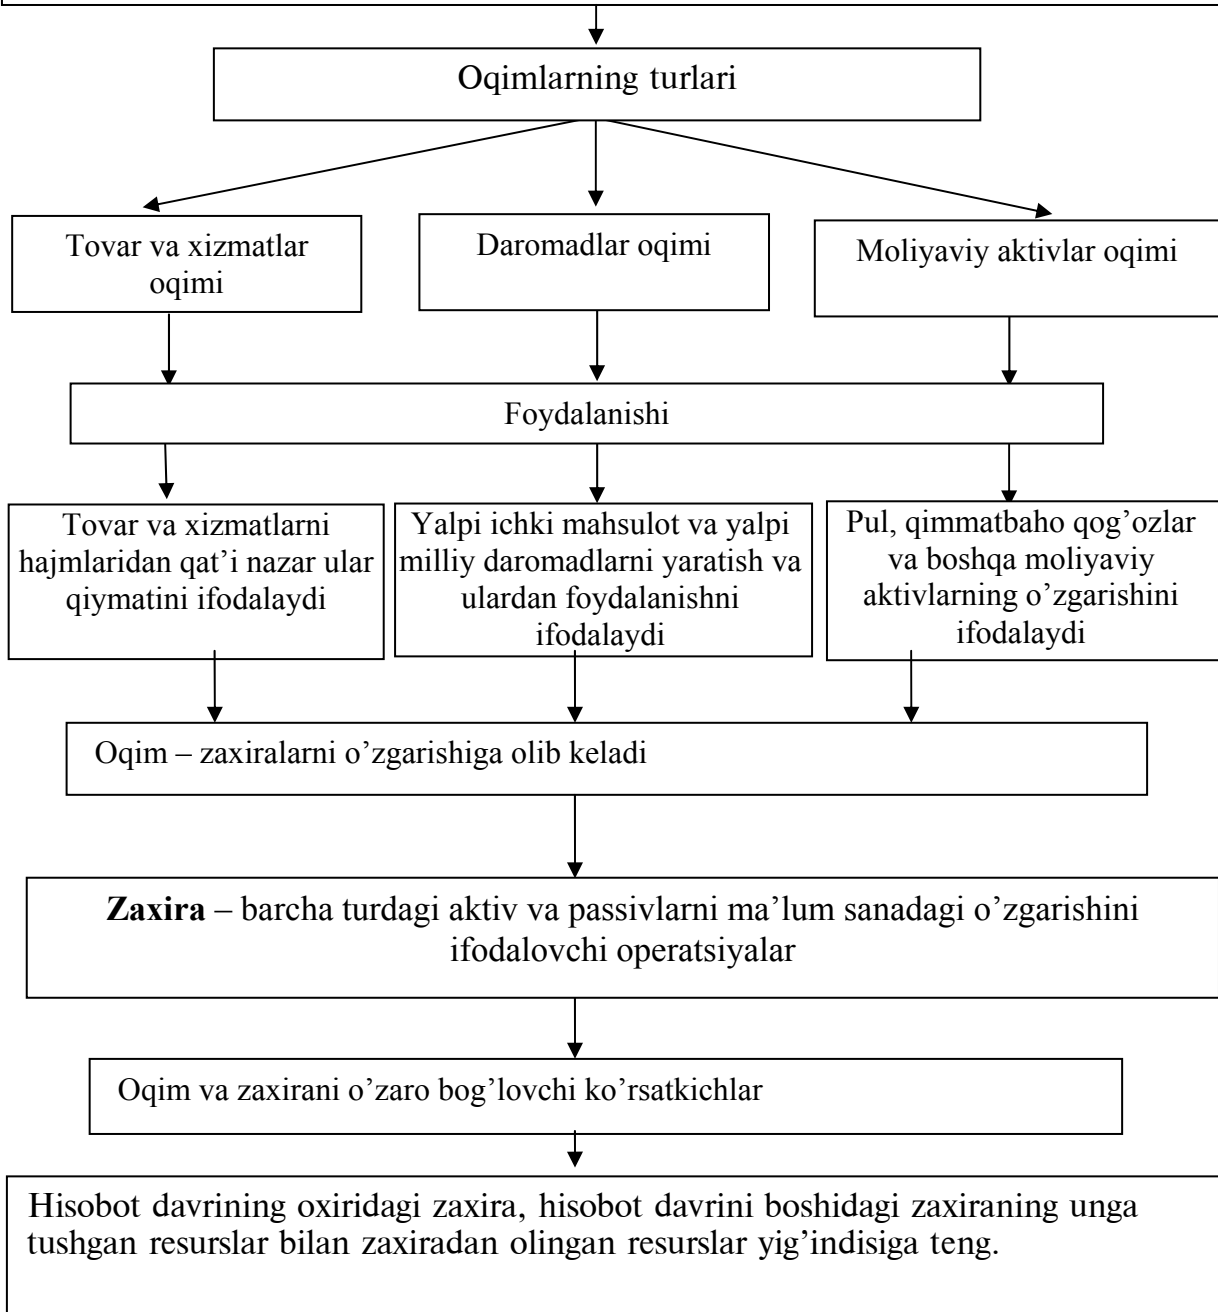 Oqimlarning turlari
Tovar va xizmatlar
oqimi
Daromadlar oqimi
Moliyaviy aktivlar oqimi
Foydalanishi
Tovar va xizmatlarni
hajmlaridan qat’i nazar ular
qiymatini ifodalaydi
Yalpi ichki mahsulot va yalpi
milliy daromadlarni yaratish va
ulardan foydalanishni
ifodalaydi
Pul, qimmatbaho qog’ozlar
va boshqa moliyaviy
aktivlarning o’zgarishini
ifodalaydi
Oqim – zaxiralarni o’zgarishiga olib keladi
Zaxira – barcha turdagi aktiv va passivlarni ma’lum sanadagi o’zgarishini
ifodalovchi operatsiyalar
Oqim va zaxirani o’zaro bog’lovchi ko’rsatkichlar
Hisobot davrining oxiridagi zaxira, hisobot davrini boshidagi zaxiraning unga
tushgan resurslar bilan zaxiradan olingan resurslar yig’indisiga teng.